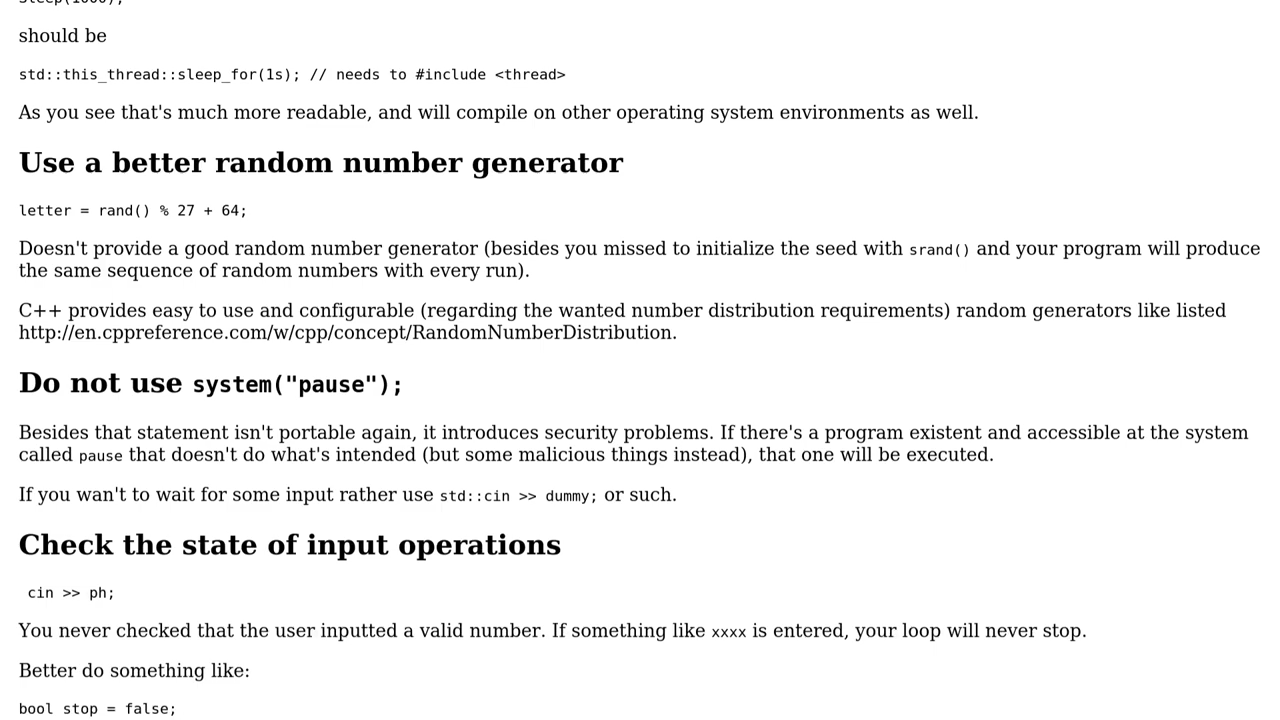 sleep(1000);
should be
std::this_thread::sleep_for(1s); // needs to #include <thread>
As you see that's much more readable, and will compile on other operating system environments as well.
Use a better random number generator
letter = rand() % 27 + 64;
Doesn't provide a good random number generator (besides you missed to initialize the seed with srand() and your program will produce
the same sequence of random numbers with every run).
C++ provides easy to use and configurable (regarding the wanted number distribution requirements) random generators like listed
http://en.cppreference.com/w/cpp/concept/RandomNumberDistribution.
Do not use system("pause");
Besides that statement isn't portable again, it introduces security problems. If there's a program existent and accessible at the system
called pause that doesn't do what's intended (but some malicious things instead), that one will be executed.
If you wan't to wait for some input rather use std::cin >> dummy; or such.
Check the state of input operations
cin >> ph;
You never checked that the user inputted a valid number. If something like xxxx is entered, your loop will never stop.
Better do something like:
bool stop = false;